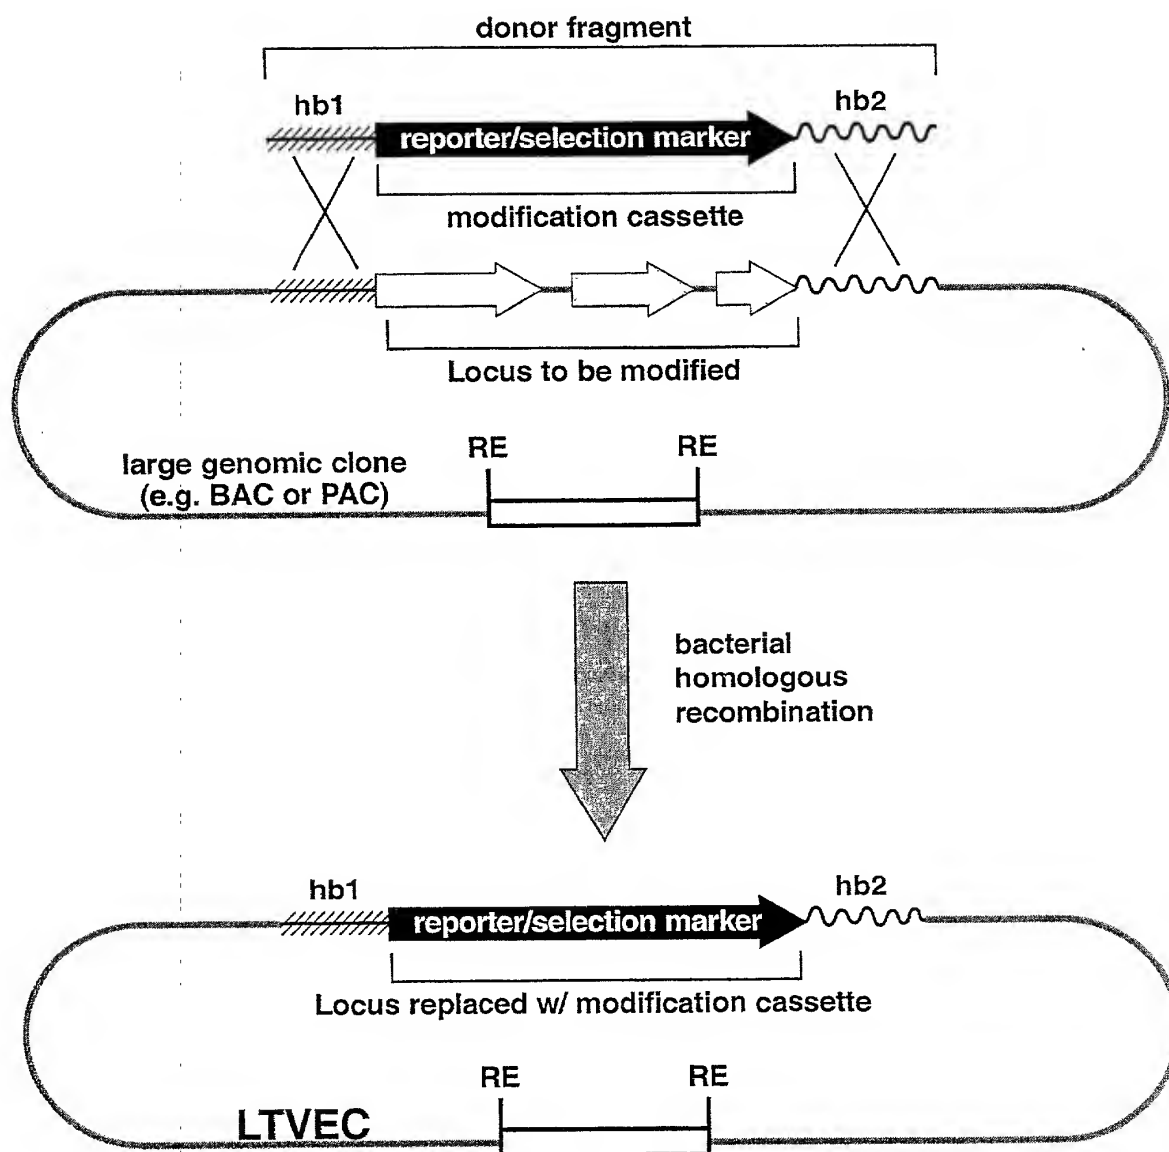 donor fragment
hb1
hb2
reporter/selection marker
modification cassette
Locus to be modified
large genomic clone
(e.g. BAC or PAC)
RE
RE
bacterial
homologous
recombination
hb1
hb2
reporter/selection marker
Locus replaced w/ modification cassette
RE
RE
LTVEC